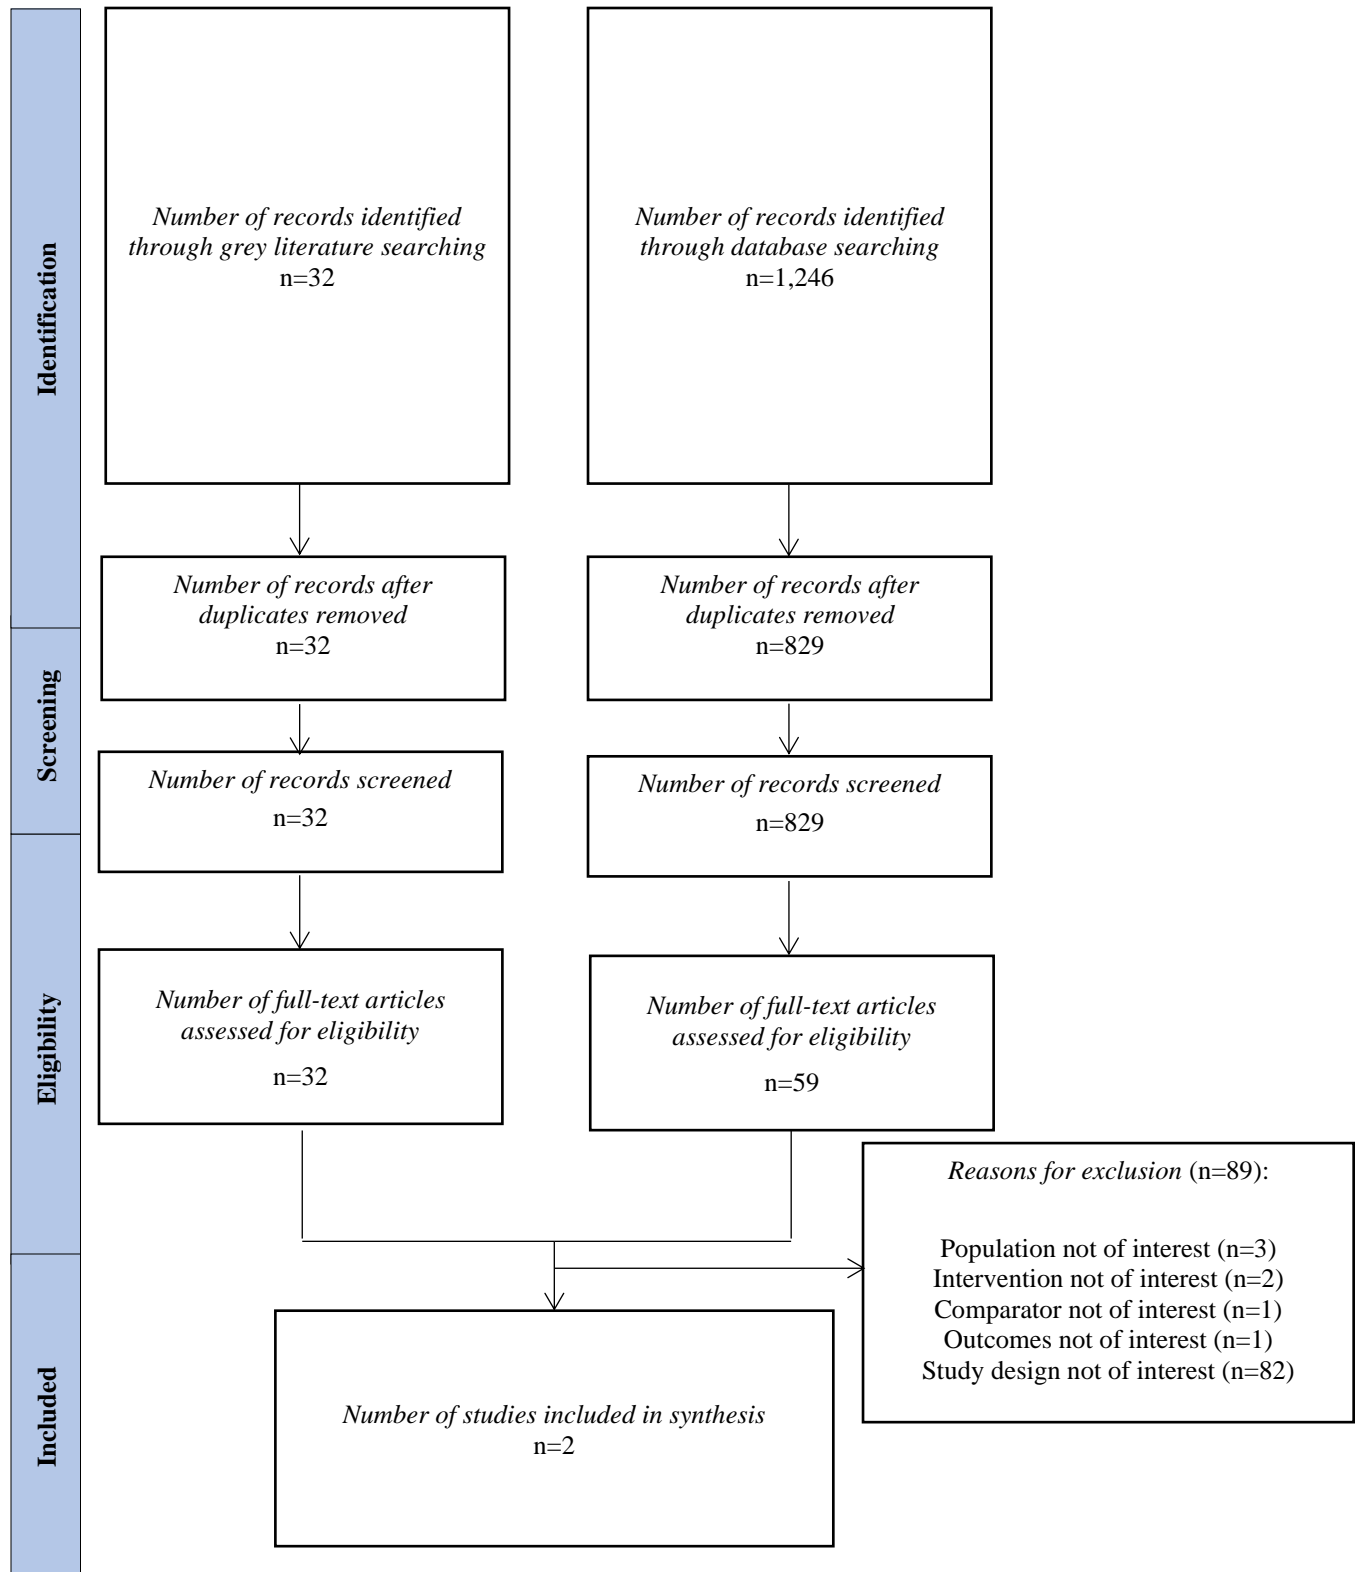 Identification
Number of records identified
through grey literature searching
n=32
Number of records identified
through database searching
n=1,246
Number of records after
duplicates removed
n=32
Number of records after
duplicates removed
n=829
Screening
Number of records screened
n=32
Number of records screened
n=829
Eligibility
Number of full-text articles
assessed for eligibility
n=32
Number of full-text articles
assessed for eligibility
n=59
Reasons for exclusion (n=89):
Population not of interest (n=3)
Intervention not of interest (n=2)
Comparator not of interest (n=1)
Outcomes not of interest (n=1)
Study design not of interest (n=82)
Included
Number of studies included in synthesis
n=2